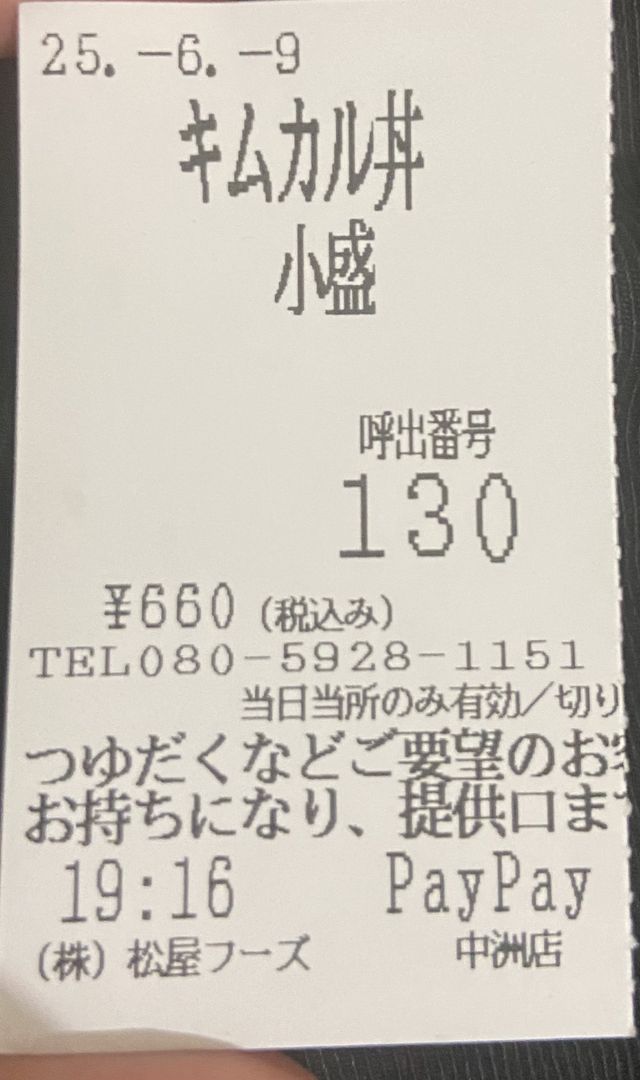 25.-6.-9
キムカル丼
小盛
呼出番号
130
¥660(税込み)
TEL080-5928-1151
当日当所のみ有効/切り
つゆだくなどご要望のお
お持ちになり、提供口ま
19:16 PayPay
(株)松屋フーズ 中洲店